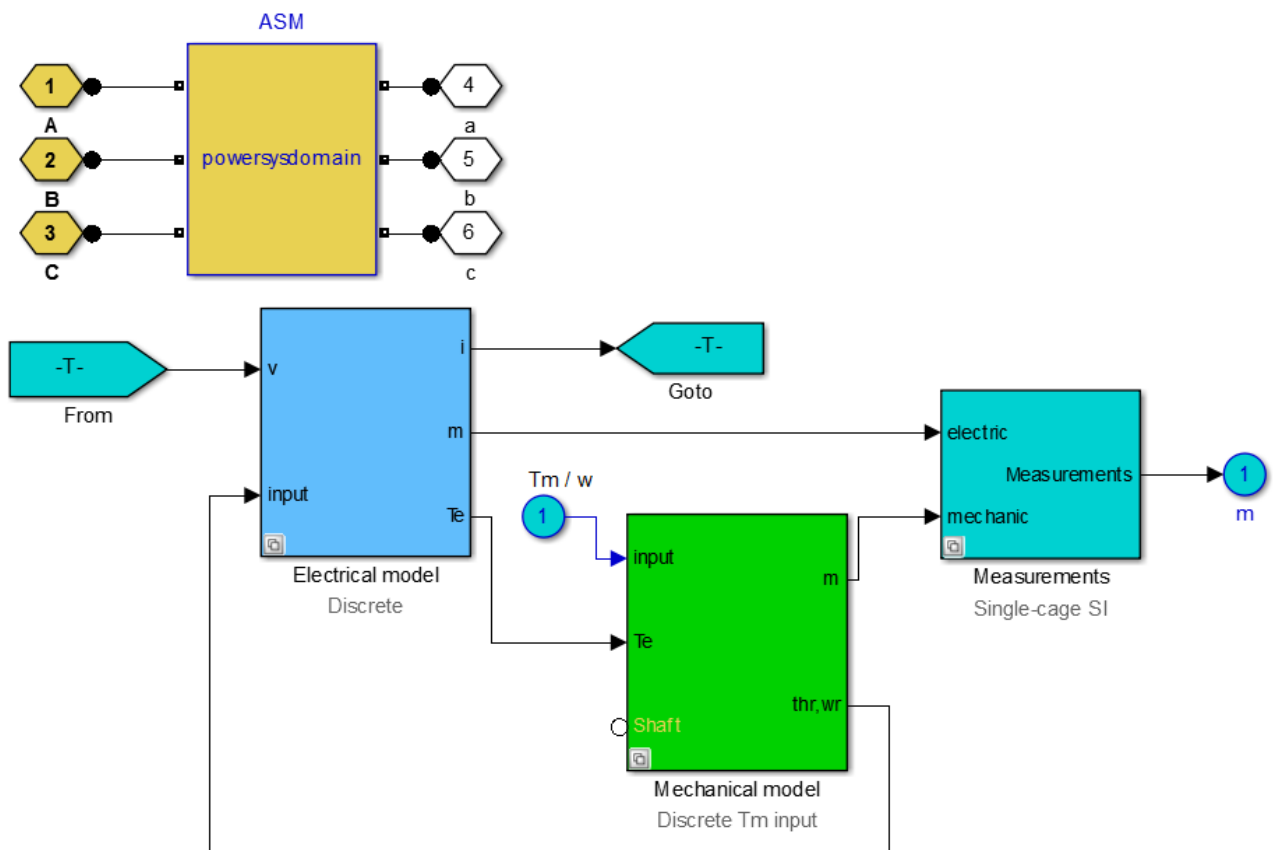 ASM
1
A
2
B
3
C
powersysdomain
4
a
5
b
6
c
-T-
From
v
input
i
m
Te
Electrical model
Discrete
-T-
Goto
Tm / w
1
input
Te
Shaft
m
thr,wr
Mechanical model
Discrete Tm input
electric
mechanic
Measurements
Measurements
Single-cage SI
1
m